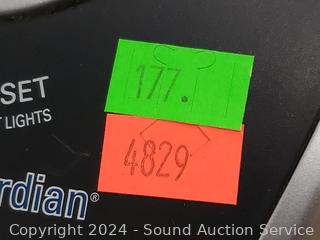 177.
SET
LIGHTS
4829
rdian®
Copyright 2024 - Sound Auction Service